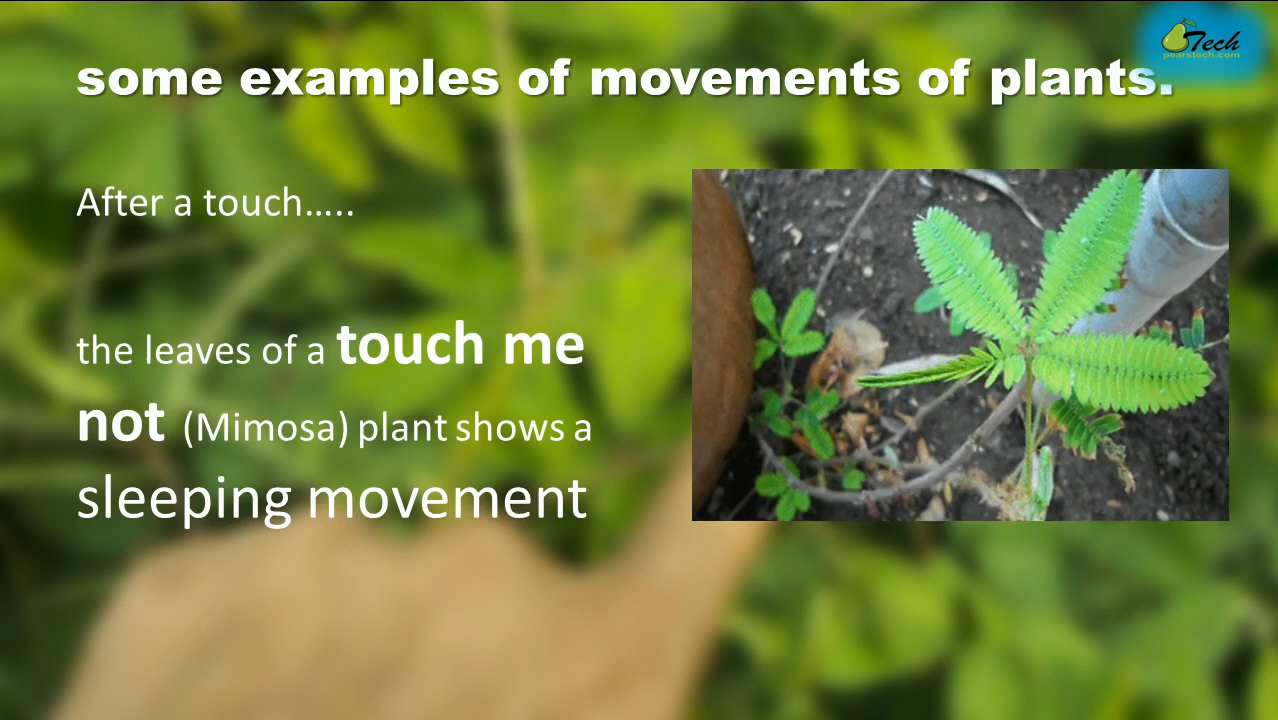 Tech
pearstech.com
some examples of movements of plants.
After a touch…..
the leaves of a touch me
not (Mimosa) plant shows a
sleeping movement